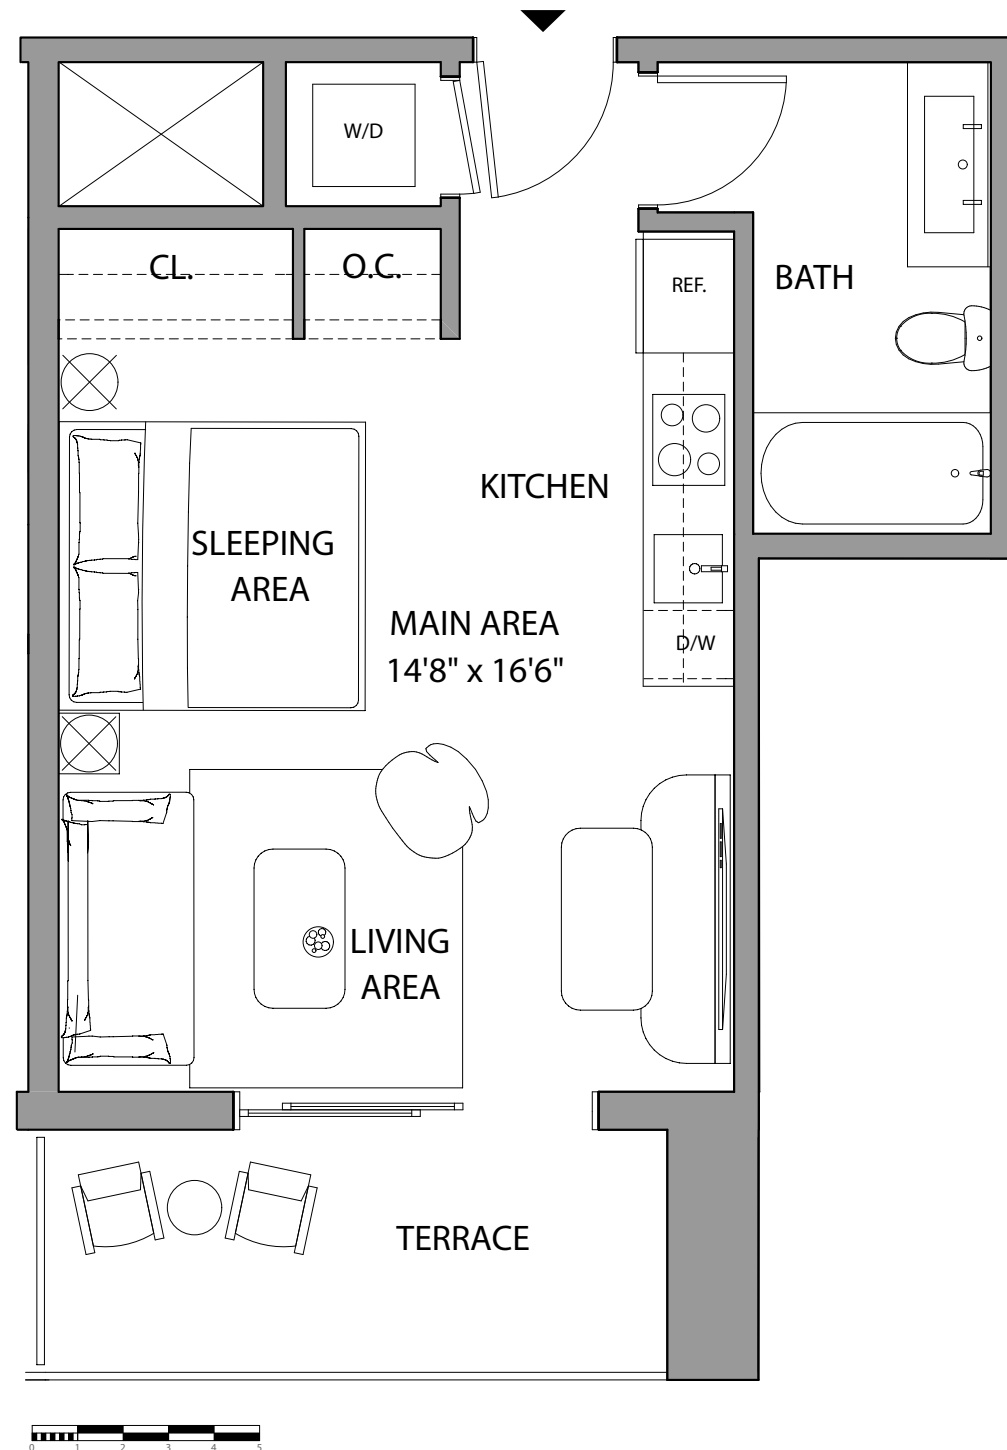 W/D
CL.
O.C.
BATH
REF.
KITCHEN
SLEEPING
AREA
MAIN AREA
14'8" x 16'6"
D/W
LIVING
AREA
TERRACE
0 1 2 3 4 5